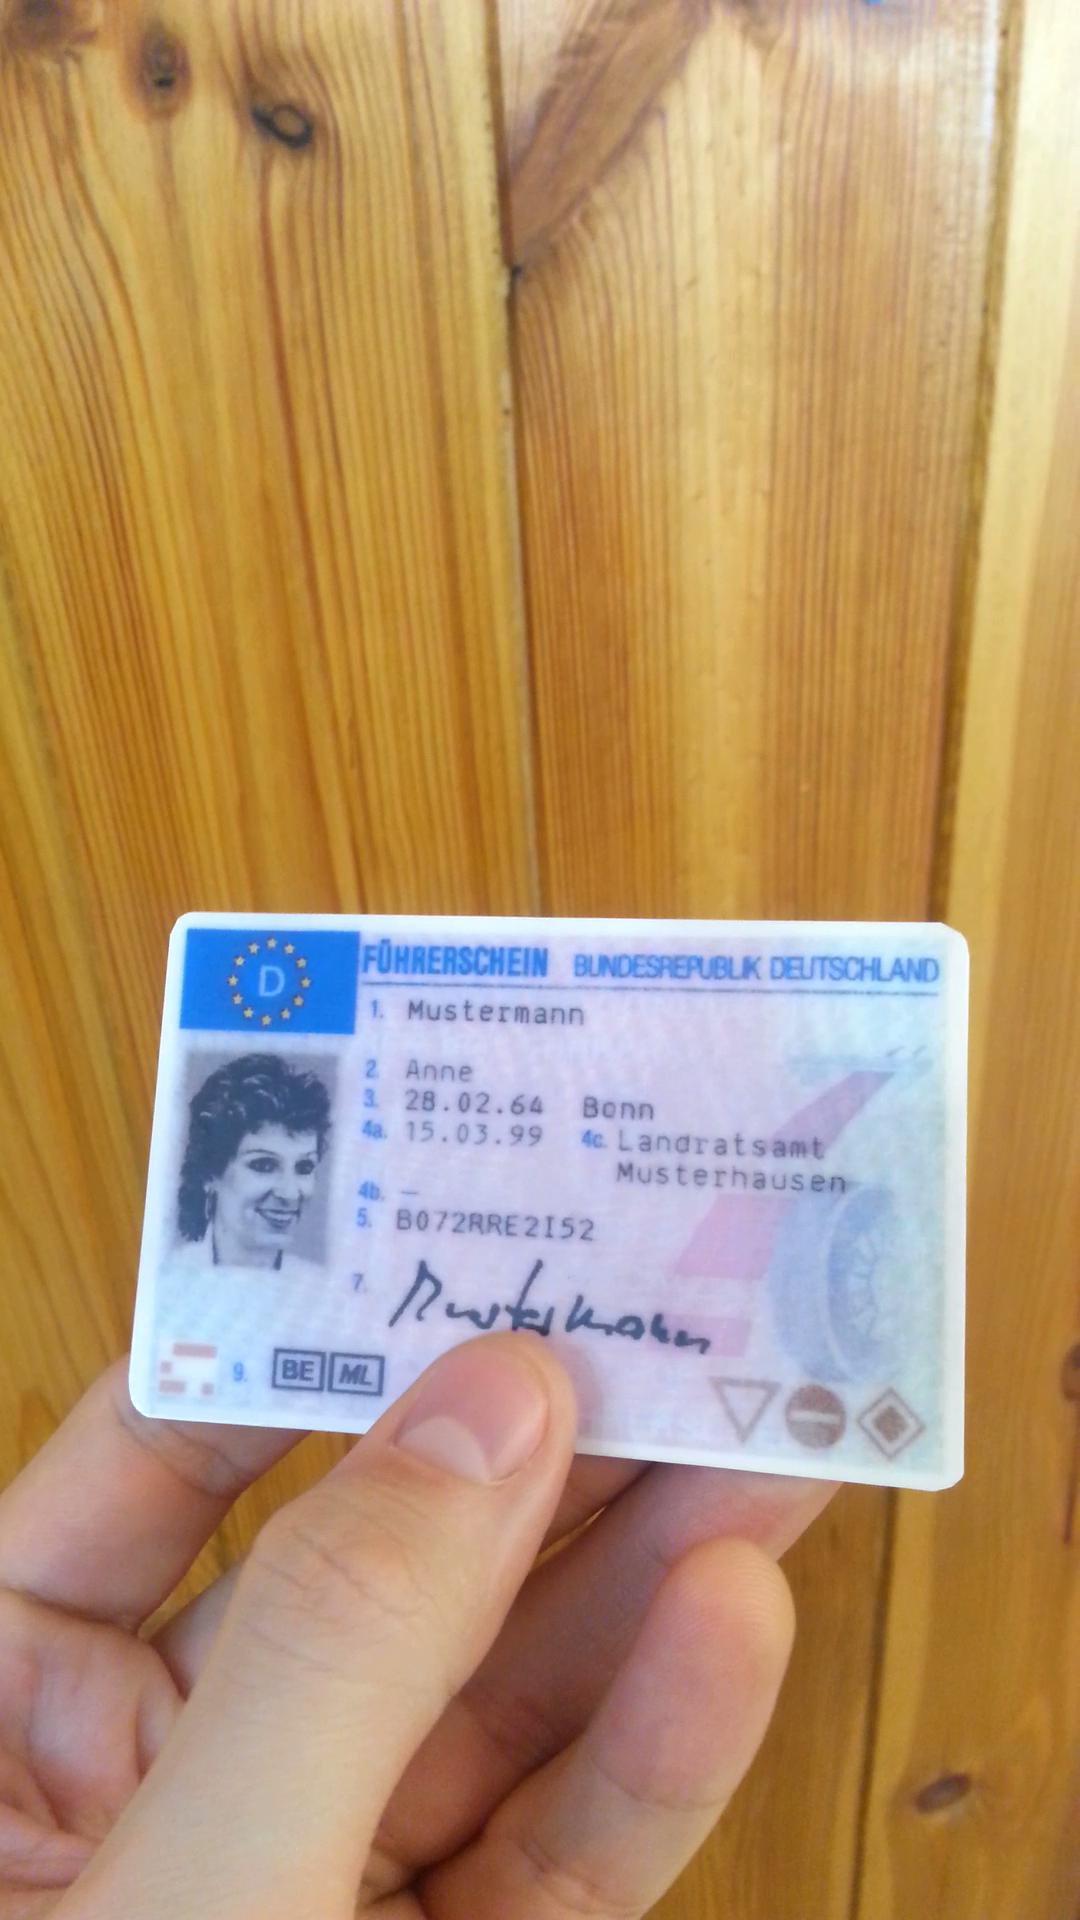 D
FÜHRERSCHEIN BUNDESREPUBLIK DEUTSCHLAND
1. Mustermann
2. Anne
3. 28.02.64 Bonn
4a. 15.03.99 4c. Landratsamt
Musterhausen
4b. —
5. B072RRE2I52
7. Mustermann
9. BE ML